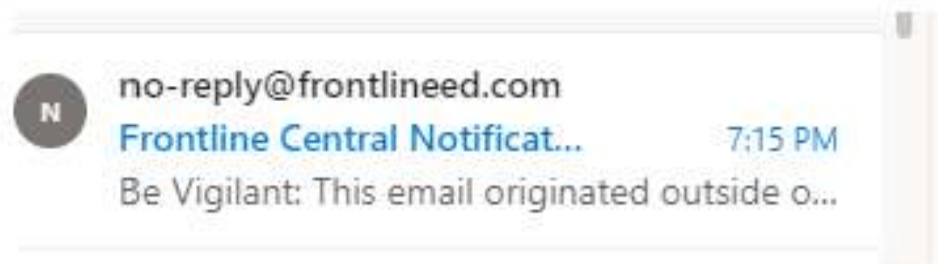 N
no-reply@frontlineed.com
Frontline Central Notificat... 7:15 PM
Be Vigilant: This email originated outside o...